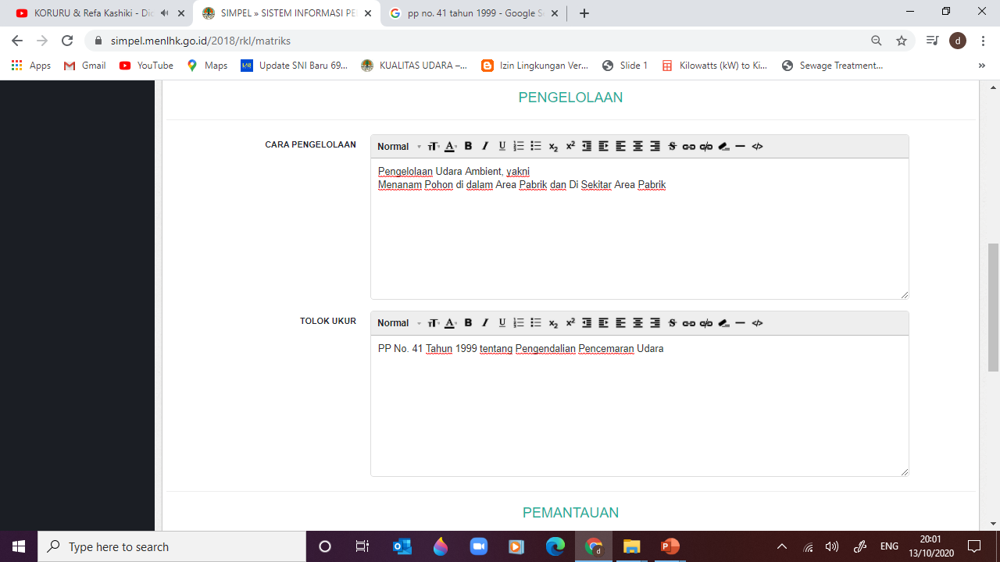 KORURU & Refa Kashiki - Dio
SIMPEL » SISTEM INFORMASI PE
pp no. 41 tahun 1999 - Google S
simpel.menlhk.go.id/2018/rkl/matriks
d
Apps
Gmail
YouTube
Maps
Update SNI Baru 69...
KUALITAS UDARA –...
Izin Lingkungan Ver...
Slide 1
Kilowatts (kW) to Ki...
Sewage Treatment...
»
PENGELOLAAN
CARA PENGELOLAAN
Normal
Pengelolaan Udara Ambient, yakni
Menanam Pohon di dalam Area Pabrik dan Di Sekitar Area Pabrik
TOLOK UKUR
Normal
PP No. 41 Tahun 1999 tentang Pengendalian Pencemaran Udara
PEMANTAUAN
Type here to search
ENG
20:01
13/10/2020